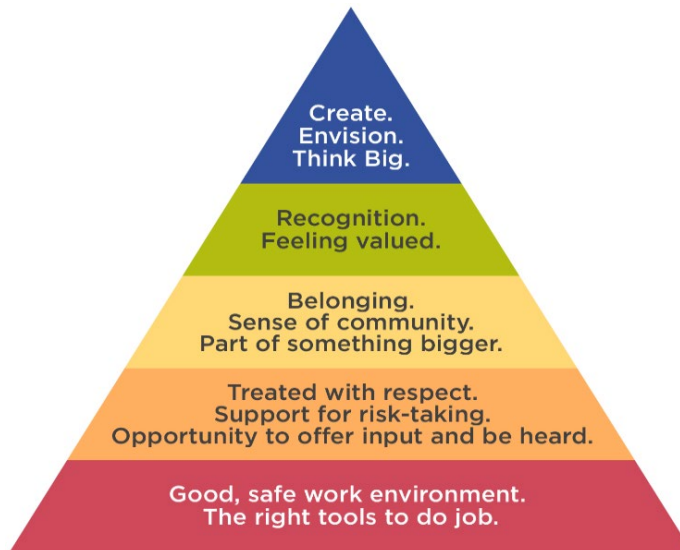 Create.
Envision.
Think Big.
Recognition.
Feeling valued.
Belonging.
Sense of community.
Part of something bigger.
Treated with respect.
Support for risk-taking.
Opportunity to offer input and be heard.
Good, safe work environment.
The right tools to do job.